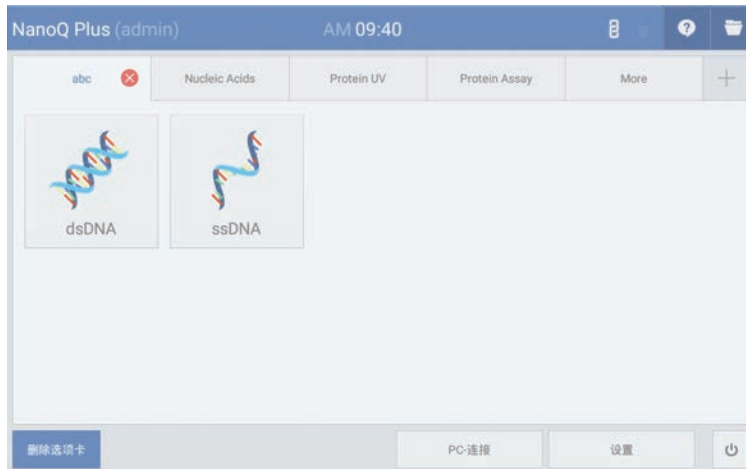 NanoQ Plus (admin) AM 09:40 ?
abc Nucleic Acids Protein UV Protein Assay More +
dsDNA ssDNA
删除选项卡 PC-连接 设置